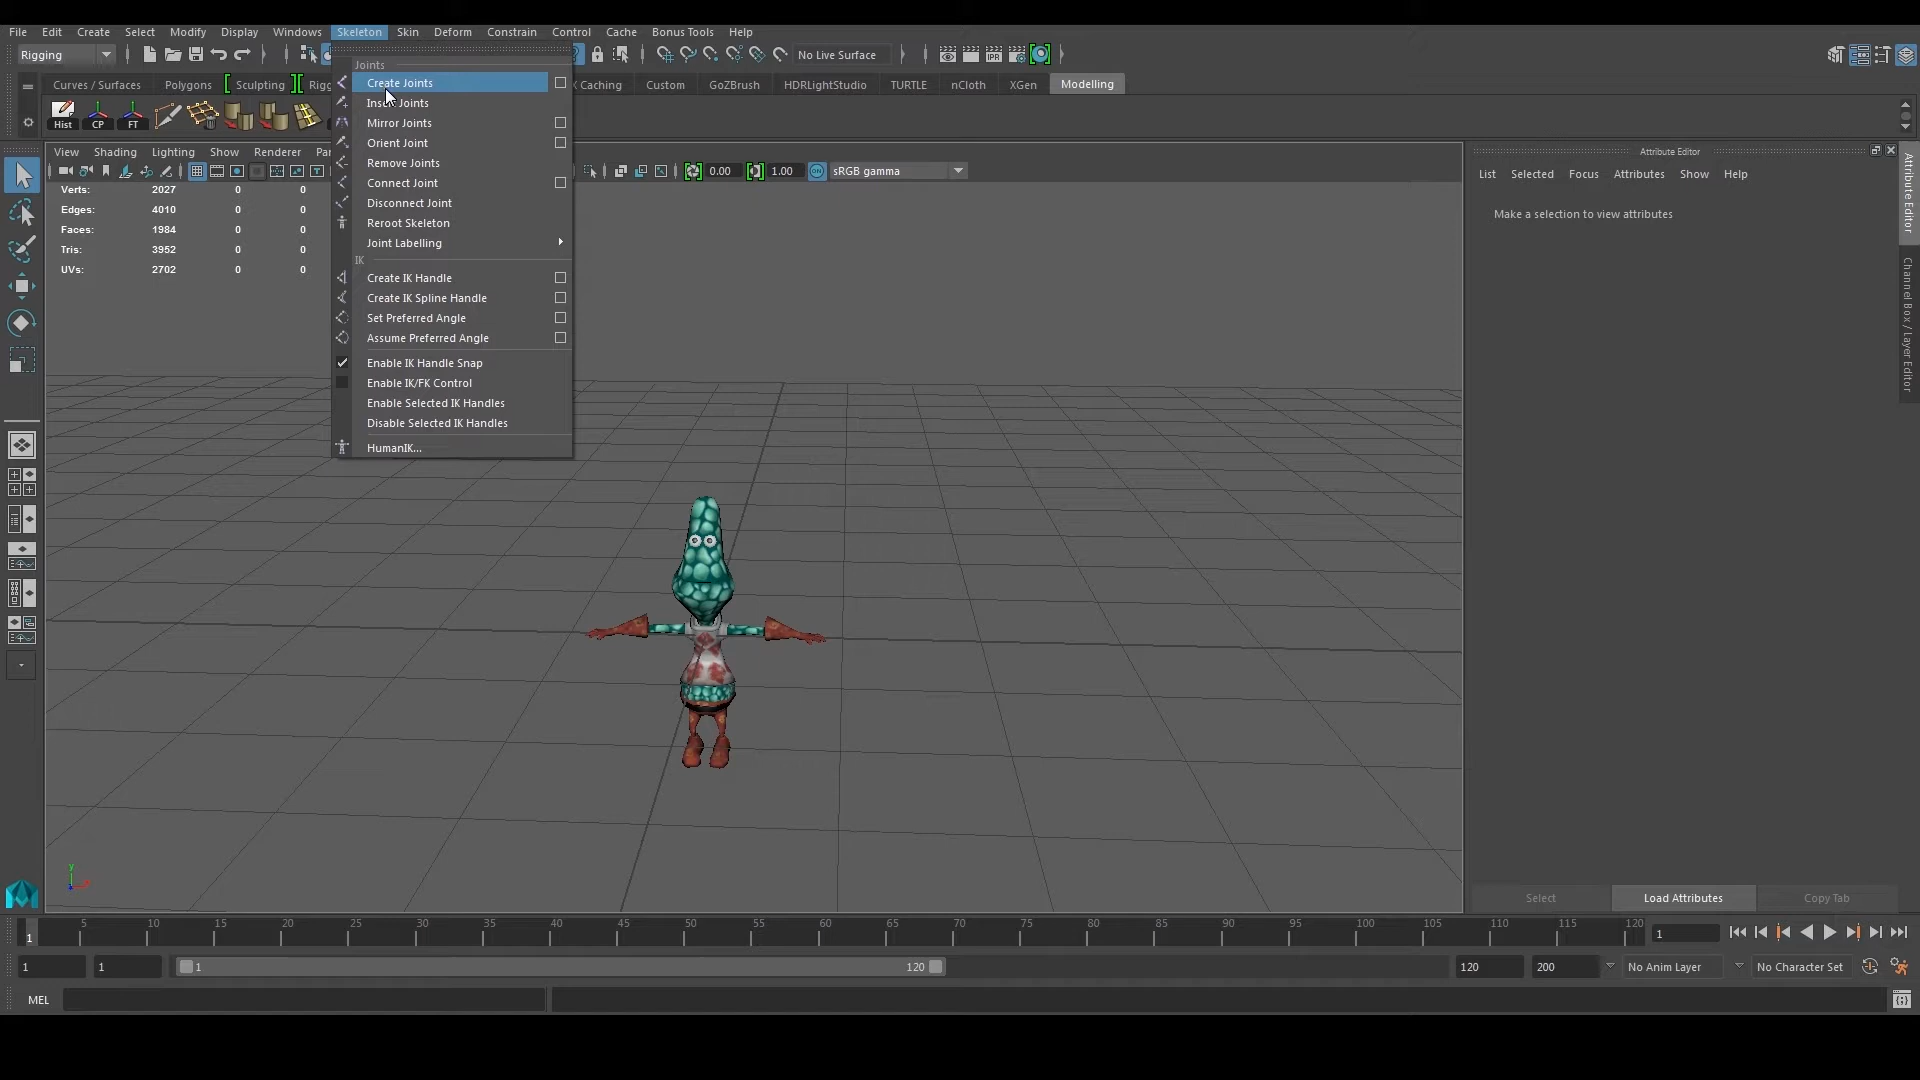 File Edit Create Select Modify Display Windows Skeleton Skin Deform Constrain Control Cache Bonus Tools Help
Rigging No Live Surface
Joints
Create Joints
Insert Joints
Mirror Joints
Orient Joint
Remove Joints
Connect Joint
Disconnect Joint
Reroot Skeleton
Joint Labelling
IK
Create IK Handle
Create IK Spline Handle
Set Preferred Angle
Assume Preferred Angle
Enable IK Handle Snap
Enable IK/FK Control
Enable Selected IK Handles
Disable Selected IK Handles
HumanIK...
Curves / Surfaces Polygons Sculpting Rigg Caching Custom GoZBrush HDRLightStudio TURTLE nCloth XGen Modelling
Hist CP FT IPR
View Shading Lighting Show Renderer Par
0.00 1.00 ON sRGB gamma
Verts: 2027 0 0
Edges: 4010 0 0
Faces: 1984 0 0
Tris: 3952 0 0
UVs: 2702 0 0
Attribute Editor
List Selected Focus Attributes Show Help
Make a selection to view attributes
Attribute Editor
Channel Box / Layer Editor
Select Load Attributes Copy Tab
y
1 5 10 15 20 25 30 35 40 45 50 55 60 65 70 75 80 85 90 95 100 105 110 115 120 1
1 1 1 120 120 200 No Anim Layer No Character Set
MEL